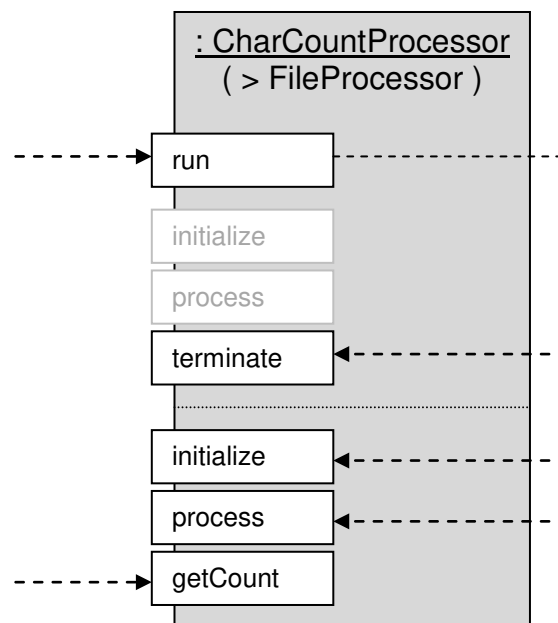 : CharCountProcessor
( > FileProcessor )
run
initialize
process
terminate
initialize
process
getCount